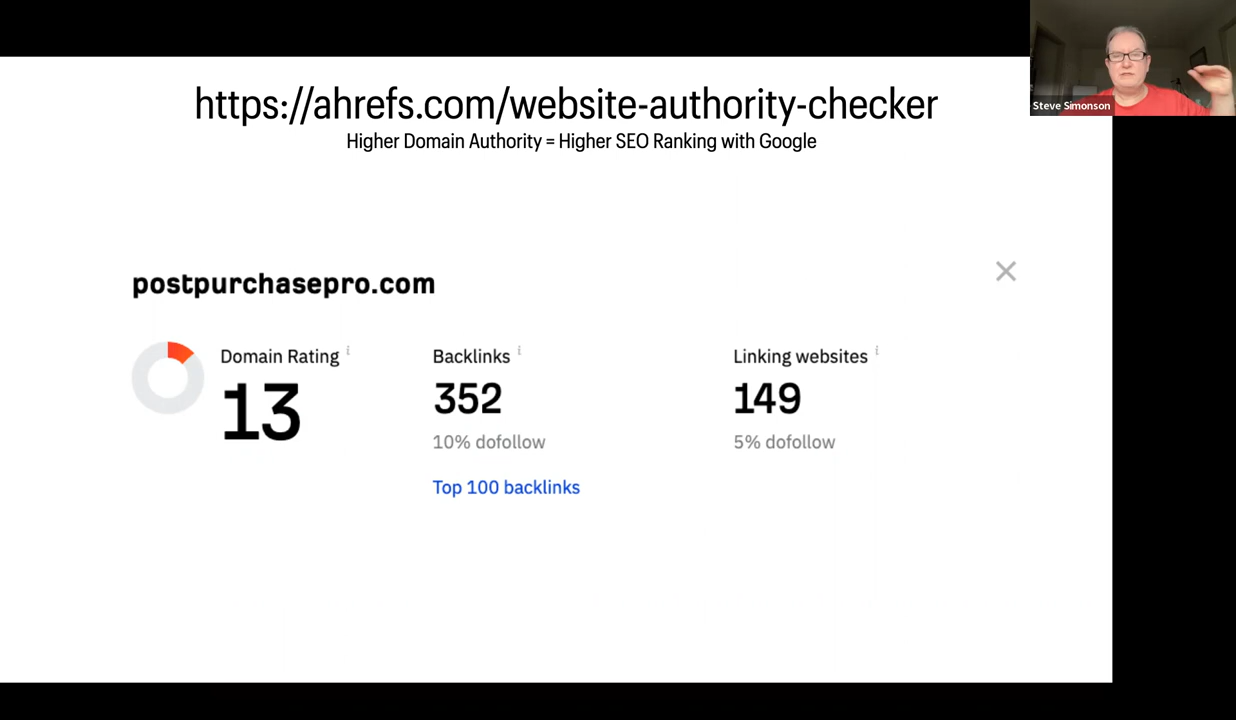 https://ahrefs.com/website-authority-checker
Higher Domain Authority = Higher SEO Ranking with Google
Steve Simonson
postpurchasepro.com
Domain Rating i
Backlinks i
Linking websites i
13
352
149
10% dofollow
5% dofollow
Top 100 backlinks